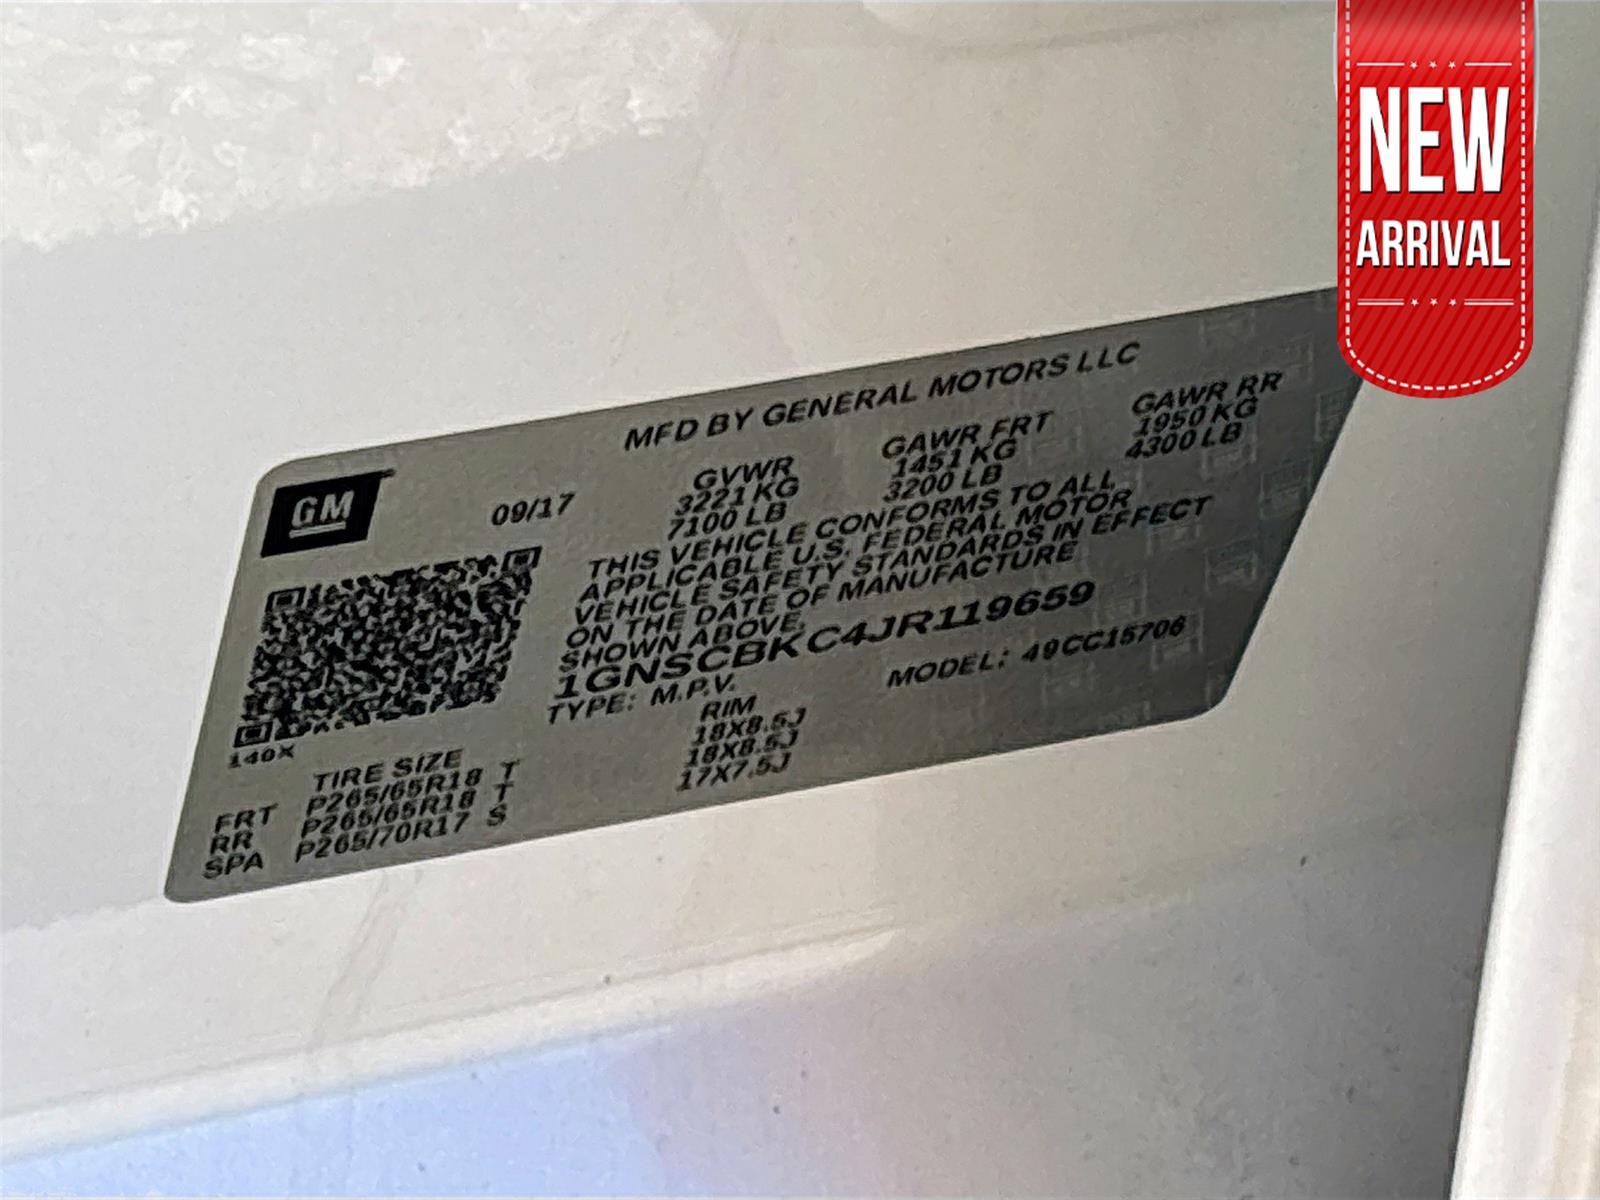 NEW
ARRIVAL
MFD BY GENERAL MOTORS LLC
GM
09/17
GVWR
3221 KG
7100 LB
GAWR FRT
1451 KG
3200 LB
GAWR RR
1950 KG
4300 LB
THIS VEHICLE CONFORMS TO ALL
APPLICABLE U.S. FEDERAL MOTOR
VEHICLE SAFETY STANDARDS IN EFFECT
ON THE DATE OF MANUFACTURE
SHOWN ABOVE.
1GNSCBKC4JR119659
TYPE: M.P.V.
MODEL: 49CC15706
140X
TIRE SIZE
RIM
FRT P265/65R18 T 18X8.5J
RR P265/65R18 T 18X8.5J
SPA P265/70R17 S 17X7.5J